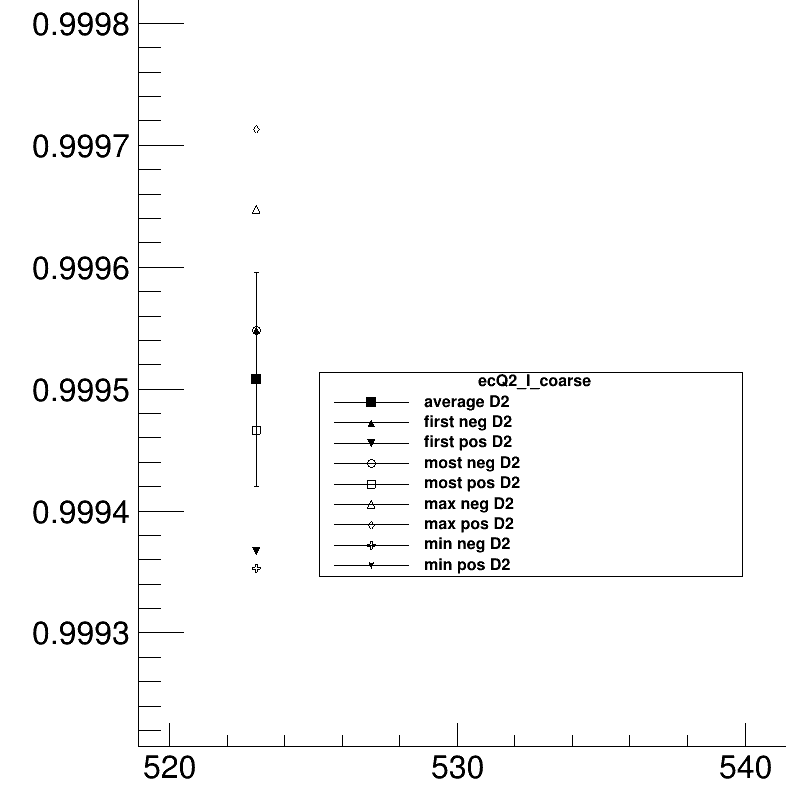 0.9998
0.9997
0.9996
0.9995
0.9994
0.9993
ecQ2_I_coarse
average D2
first neg D2
first pos D2
most neg D2
most pos D2
max neg D2
max pos D2
min neg D2
min pos D2
520 530 540